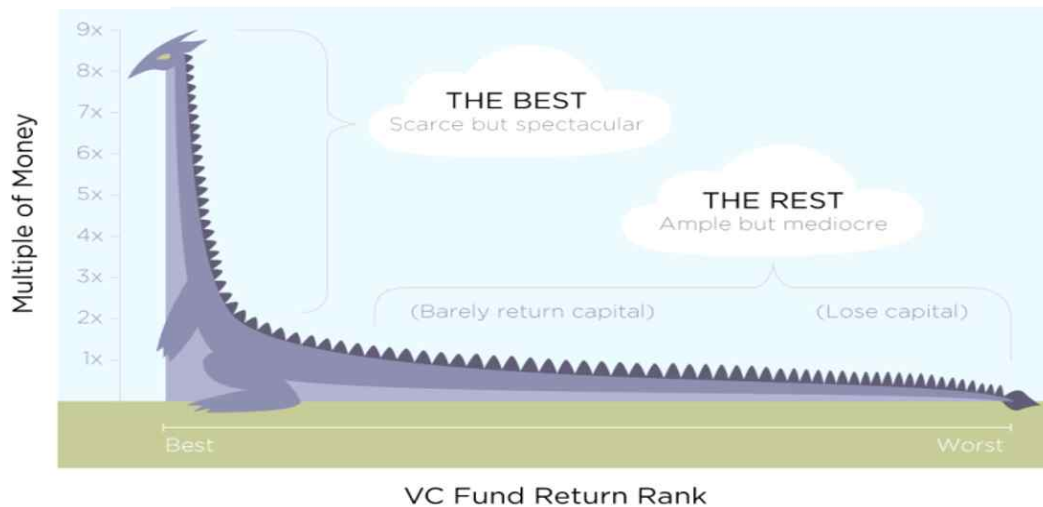 Multiple of Money
9x
8x
7x
6x
5x
4x
3x
2x
1x
THE BEST
Scarce but spectacular
THE REST
Ample but mediocre
(Barely return capital)
(Lose capital)
Best
Worst
VC Fund Return Rank